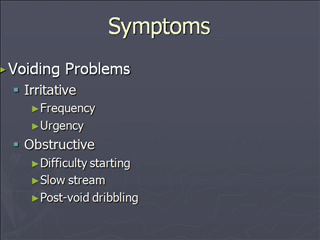 Symptoms
Voiding Problems
Irritative
Frequency
Urgency
Obstructive
Difficulty starting
Slow stream
Post-void dribbling